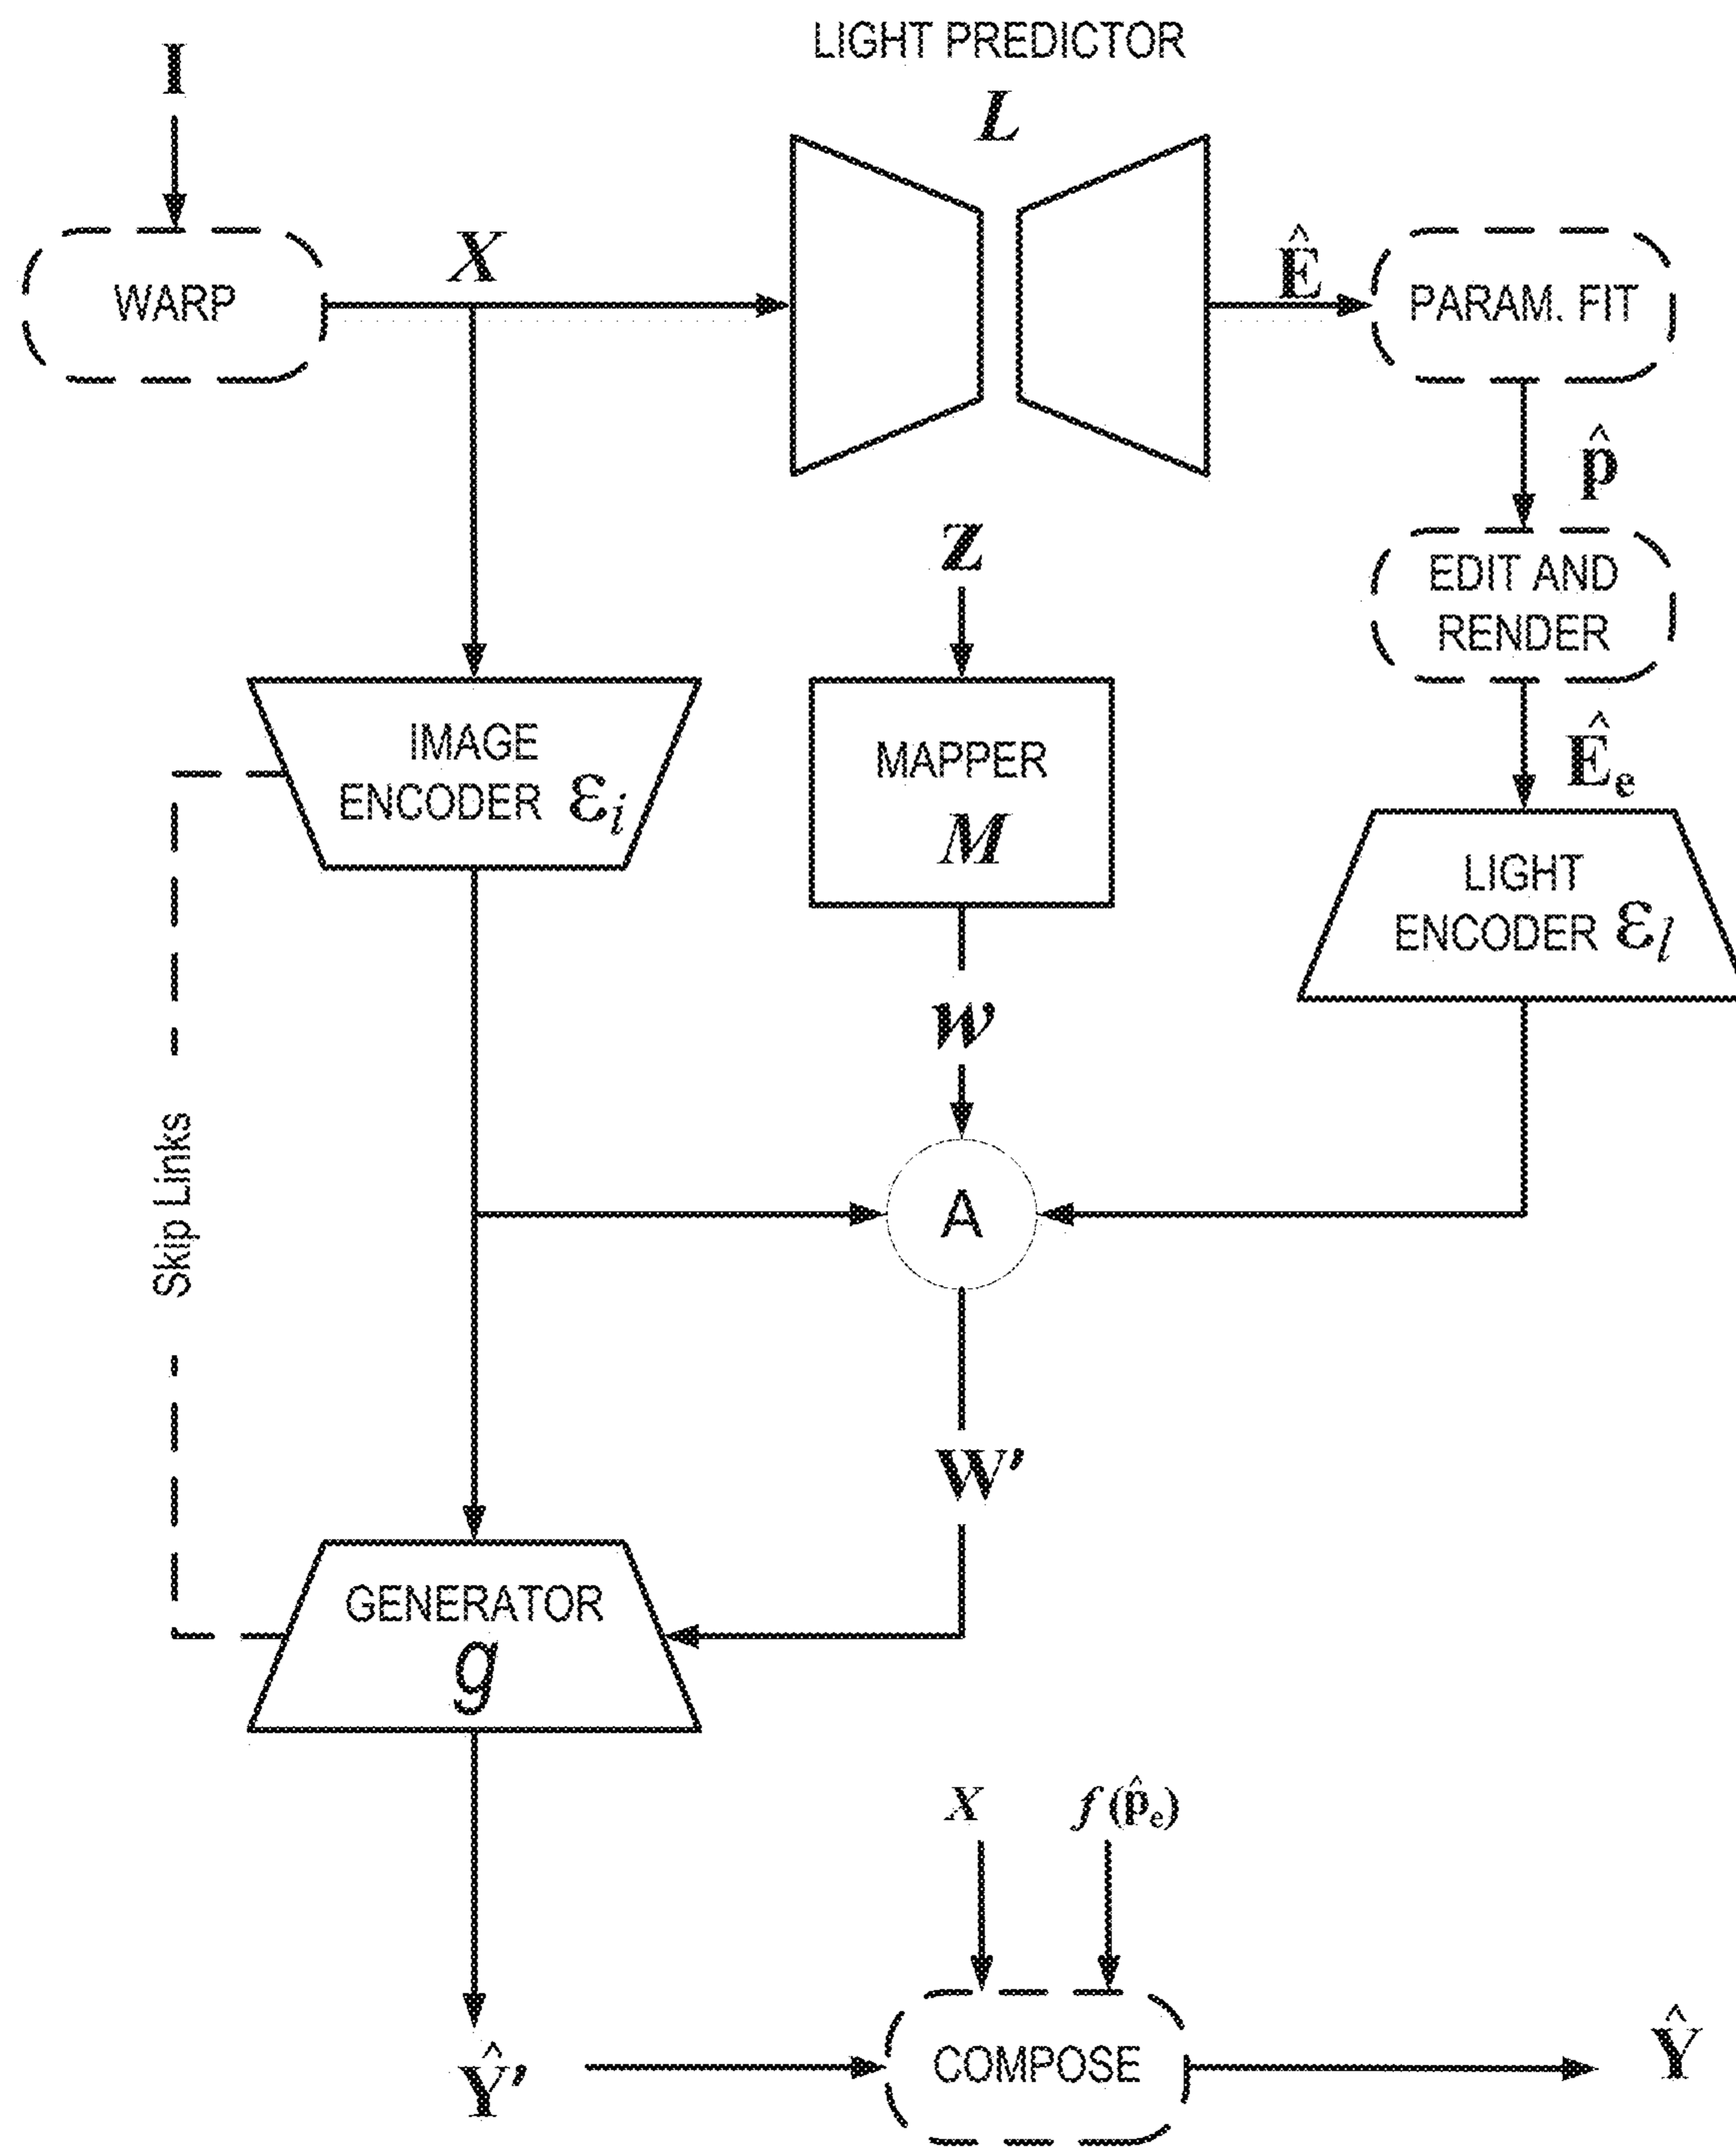 LIGHT PREDICTOR
L
I
WARP
X
Ê
PARAM. FIT
p̂
EDIT AND
RENDER
Êₑ
Z
IMAGE
ENCODER εᵢ
MAPPER
M
LIGHT
ENCODER εₗ
w
Skip Links
A
W'
GENERATOR
g
X
f(p̂ₑ)
Ŷ'
COMPOSE
Ŷ